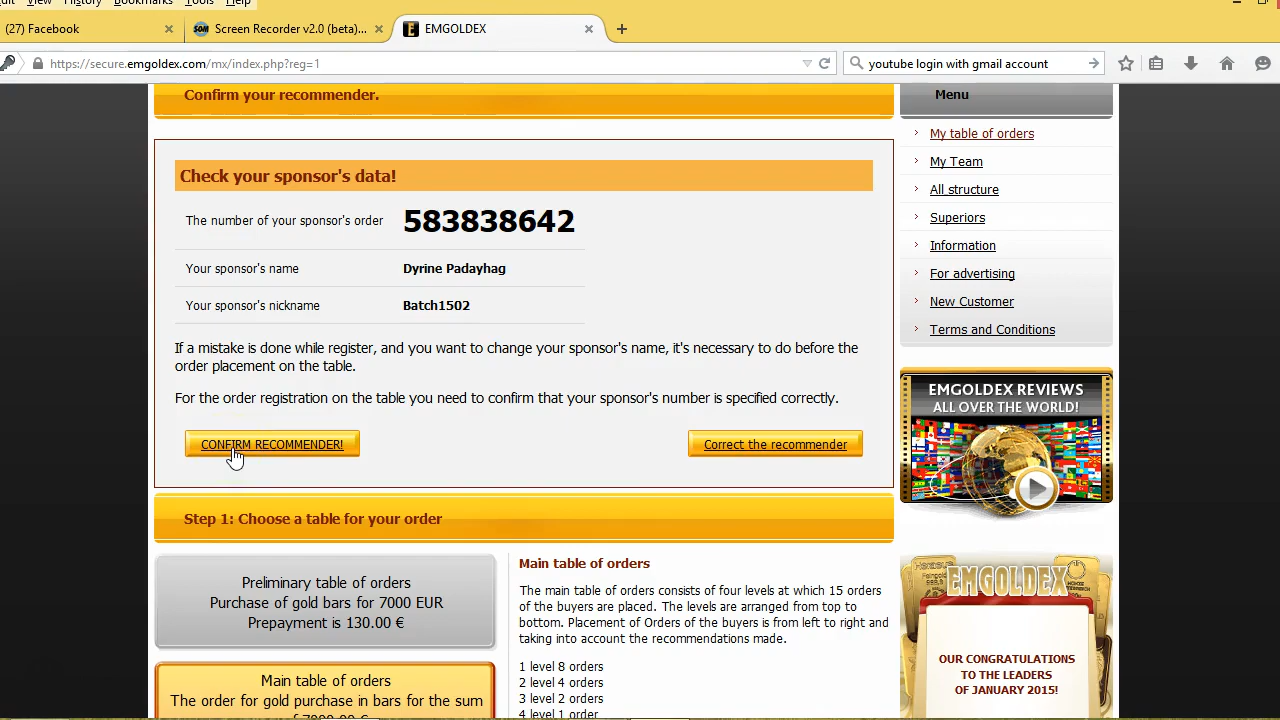 View History Bookmarks Tools Help
(27) Facebook
Screen Recorder v2.0 (beta)...
EMGOLDEX
https://secure.emgoldex.com/mx/index.php?reg=1
youtube login with gmail account
Confirm your recommender.
Check your sponsor's data!
The number of your sponsor's order 583838642
Your sponsor's name Dyrine Padayhag
Your sponsor's nickname Batch1502
If a mistake is done while register, and you want to change your sponsor's name, it's necessary to do before the
order placement on the table.
For the order registration on the table you need to confirm that your sponsor's number is specified correctly.
CONFIRM RECOMMENDER!
Correct the recommender
Step 1: Choose a table for your order
Preliminary table of orders
Purchase of gold bars for 7000 EUR
Prepayment is 130.00 €
Main table of orders
The order for gold purchase in bars for the sum
Main table of orders
The main table of orders consists of four levels at which 15 orders
of the buyers are placed. The levels are arranged from top to
bottom. Placement of Orders of the buyers is from left to right and
taking into account the recommendations made.
1 level 8 orders
2 level 4 orders
3 level 2 orders
4 level 1 order
Menu
My table of orders
My Team
All structure
Superiors
Information
For advertising
New Customer
Terms and Conditions
EMGOLDEX REVIEWS
ALL OVER THE WORLD!
EMGOLDEX
OUR CONGRATULATIONS
TO THE LEADERS
OF JANUARY 2015!